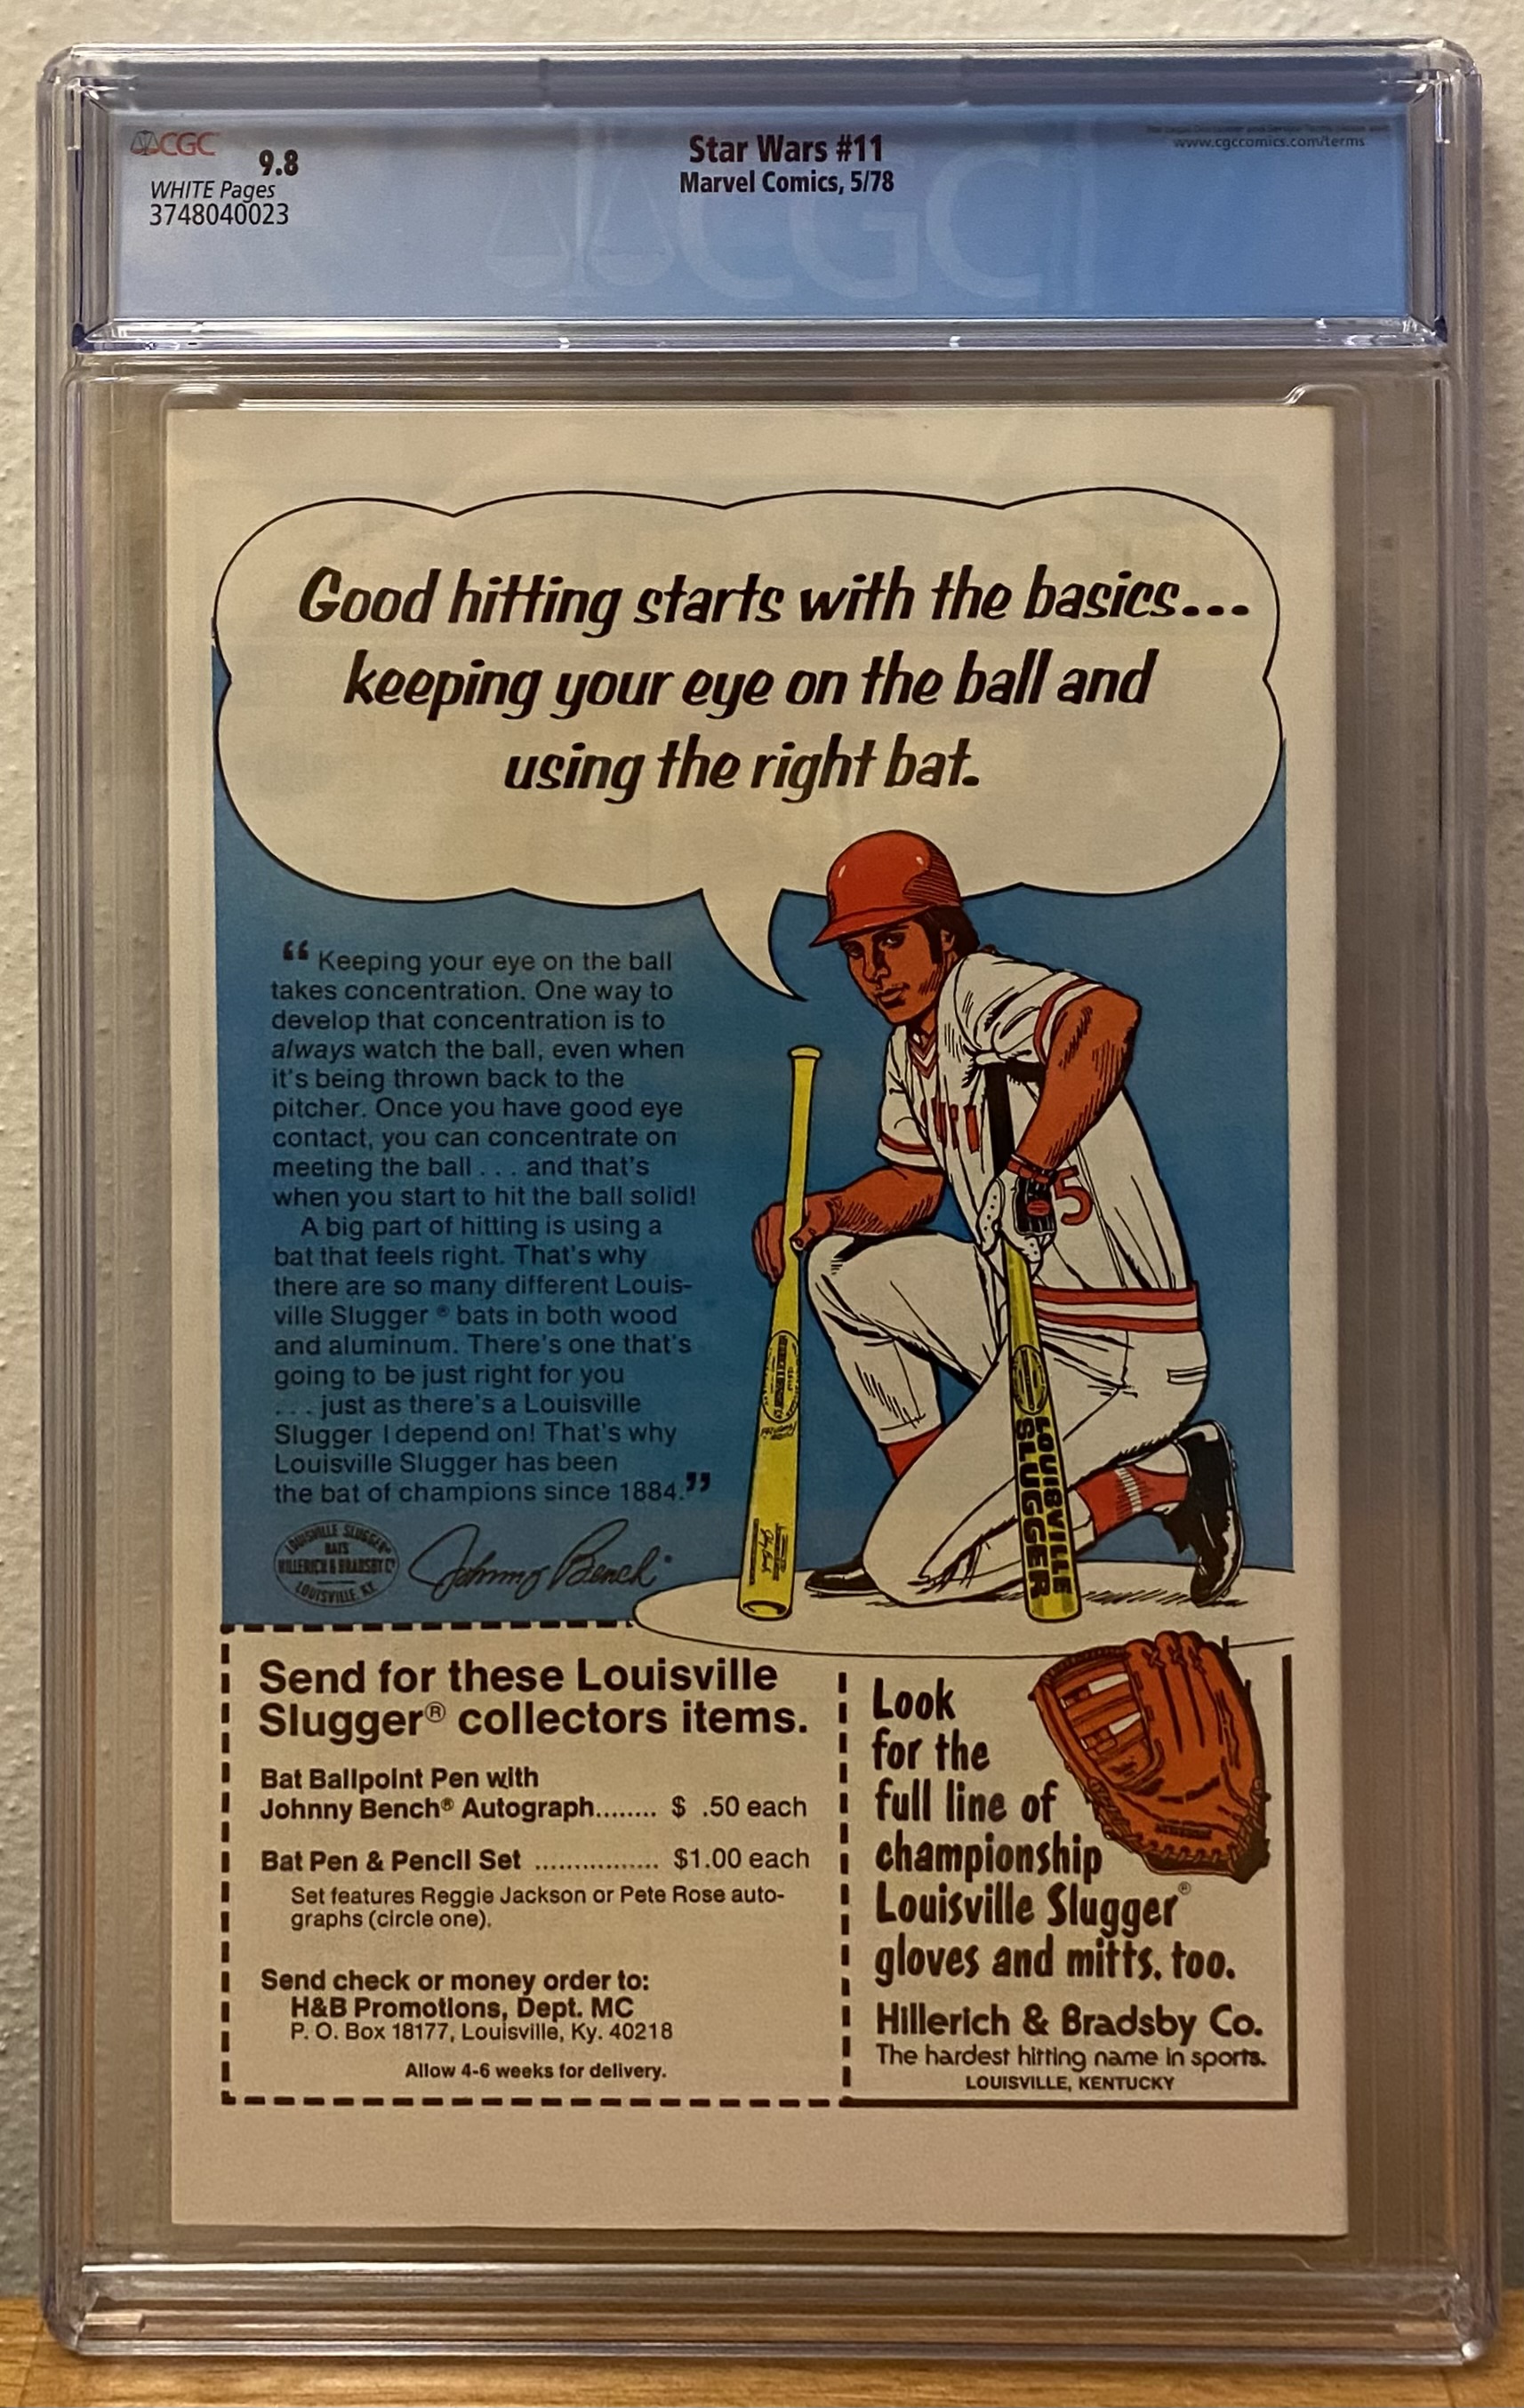 CGC
9.8
WHITE Pages
3748040023
Star Wars #11
Marvel Comics, 5/78
www.cgccomics.com/terms
CGC
Good hitting starts with the basics...
keeping your eye on the ball and
using the right bat.
“ Keeping your eye on the ball
takes concentration. One way to
develop that concentration is to
always watch the ball, even when
it's being thrown back to the
pitcher. Once you have good eye
contact, you can concentrate on
meeting the ball . . . and that's
when you start to hit the ball solid!
A big part of hitting is using a
bat that feels right. That's why
there are so many different Louis-
ville Slugger ® bats in both wood
and aluminum. There's one that's
going to be just right for you
. . . just as there's a Louisville
Slugger I depend on! That's why
Louisville Slugger has been
the bat of champions since 1884.”
LOUISVILLE SLUGGER
BATS
HILLERICH & BRADSBY Co
LOUISVILLE, KY.
Johnny Bench
5
LOUISVILLE
SLUGGER
Send for these Louisville
Slugger® collectors items.
Bat Ballpoint Pen with
Johnny Bench® Autograph........ $ .50 each
Bat Pen & Pencil Set ................ $1.00 each
Set features Reggie Jackson or Pete Rose auto-
graphs (circle one).
Send check or money order to:
H&B Promotions, Dept. MC
P. O. Box 18177, Louisville, Ky. 40218
Allow 4-6 weeks for delivery.
Look
for the
full line of
championship
Louisville Slugger®
gloves and mitts, too.
Hillerich & Bradsby Co.
The hardest hitting name in sports.
LOUISVILLE, KENTUCKY